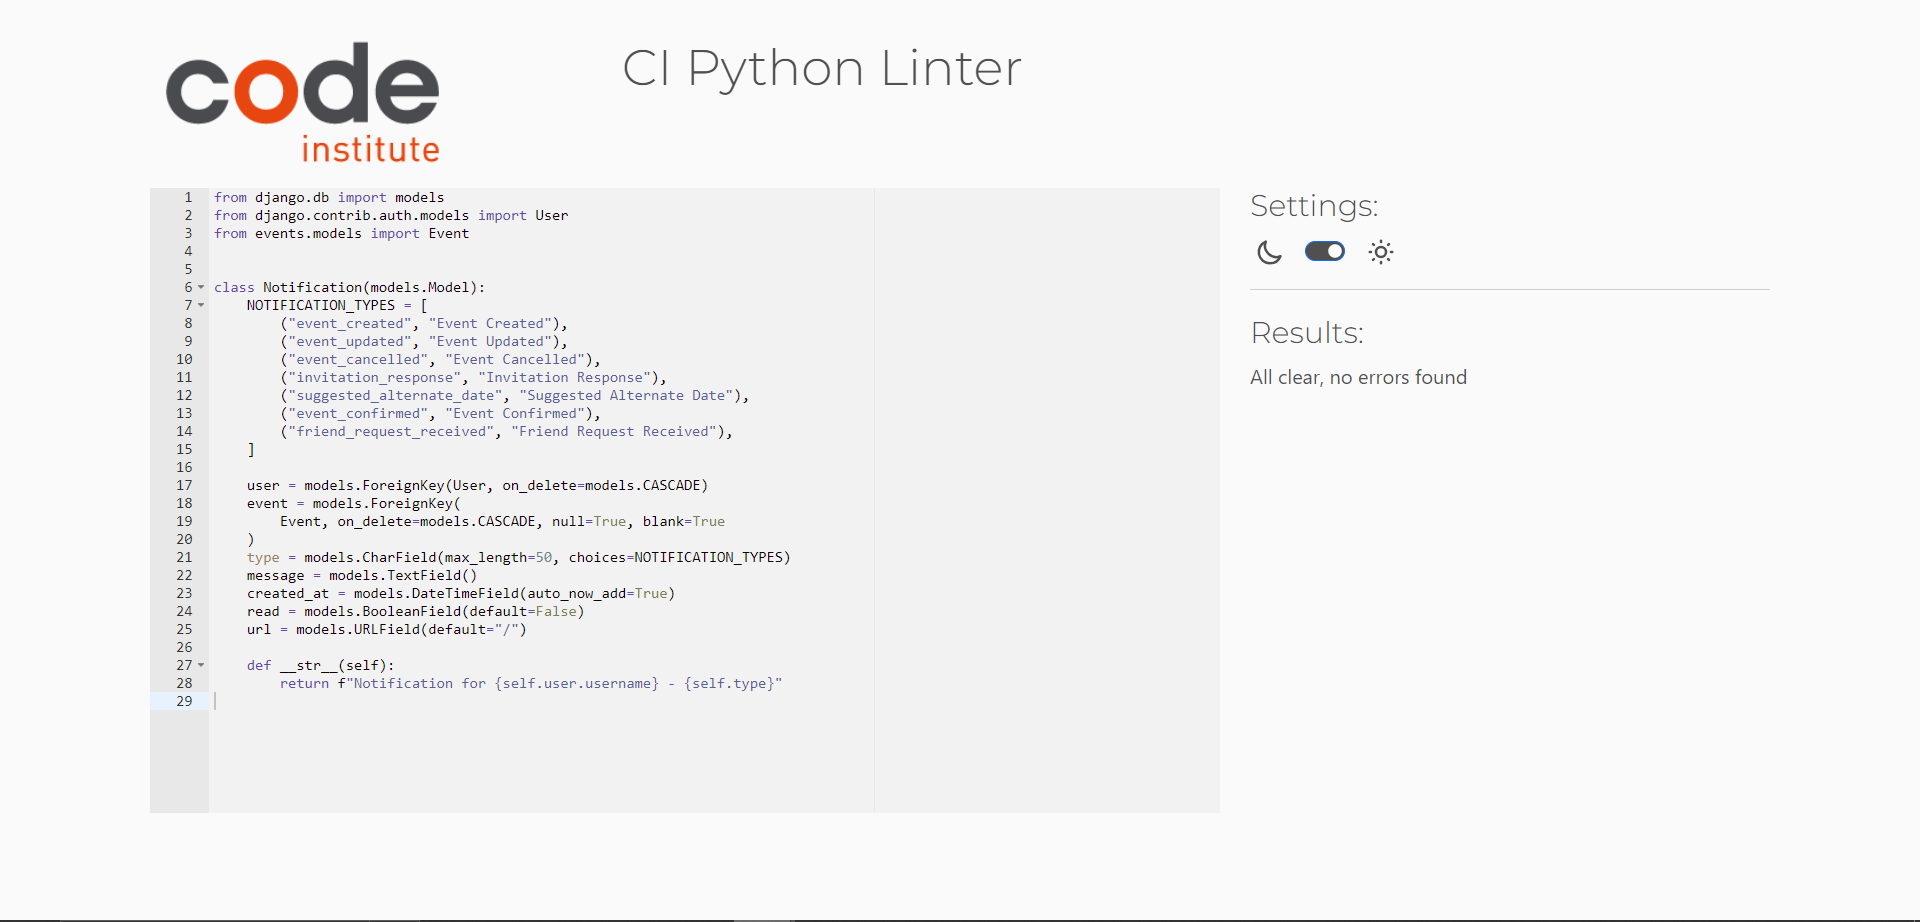 code
institute
CI Python Linter
1 from django.db import models
2 from django.contrib.auth.models import User
3 from events.models import Event
4
5
6 class Notification(models.Model):
7     NOTIFICATION_TYPES = [
8         ("event_created", "Event Created"),
9         ("event_updated", "Event Updated"),
10         ("event_cancelled", "Event Cancelled"),
11         ("invitation_response", "Invitation Response"),
12         ("suggested_alternate_date", "Suggested Alternate Date"),
13         ("event_confirmed", "Event Confirmed"),
14         ("friend_request_received", "Friend Request Received"),
15     ]
16
17     user = models.ForeignKey(User, on_delete=models.CASCADE)
18     event = models.ForeignKey(
19         Event, on_delete=models.CASCADE, null=True, blank=True
20     )
21     type = models.CharField(max_length=50, choices=NOTIFICATION_TYPES)
22     message = models.TextField()
23     created_at = models.DateTimeField(auto_now_add=True)
24     read = models.BooleanField(default=False)
25     url = models.URLField(default="/")
26
27     def __str__(self):
28         return f"Notification for {self.user.username} - {self.type}"
29
Settings:
Results:
All clear, no errors found